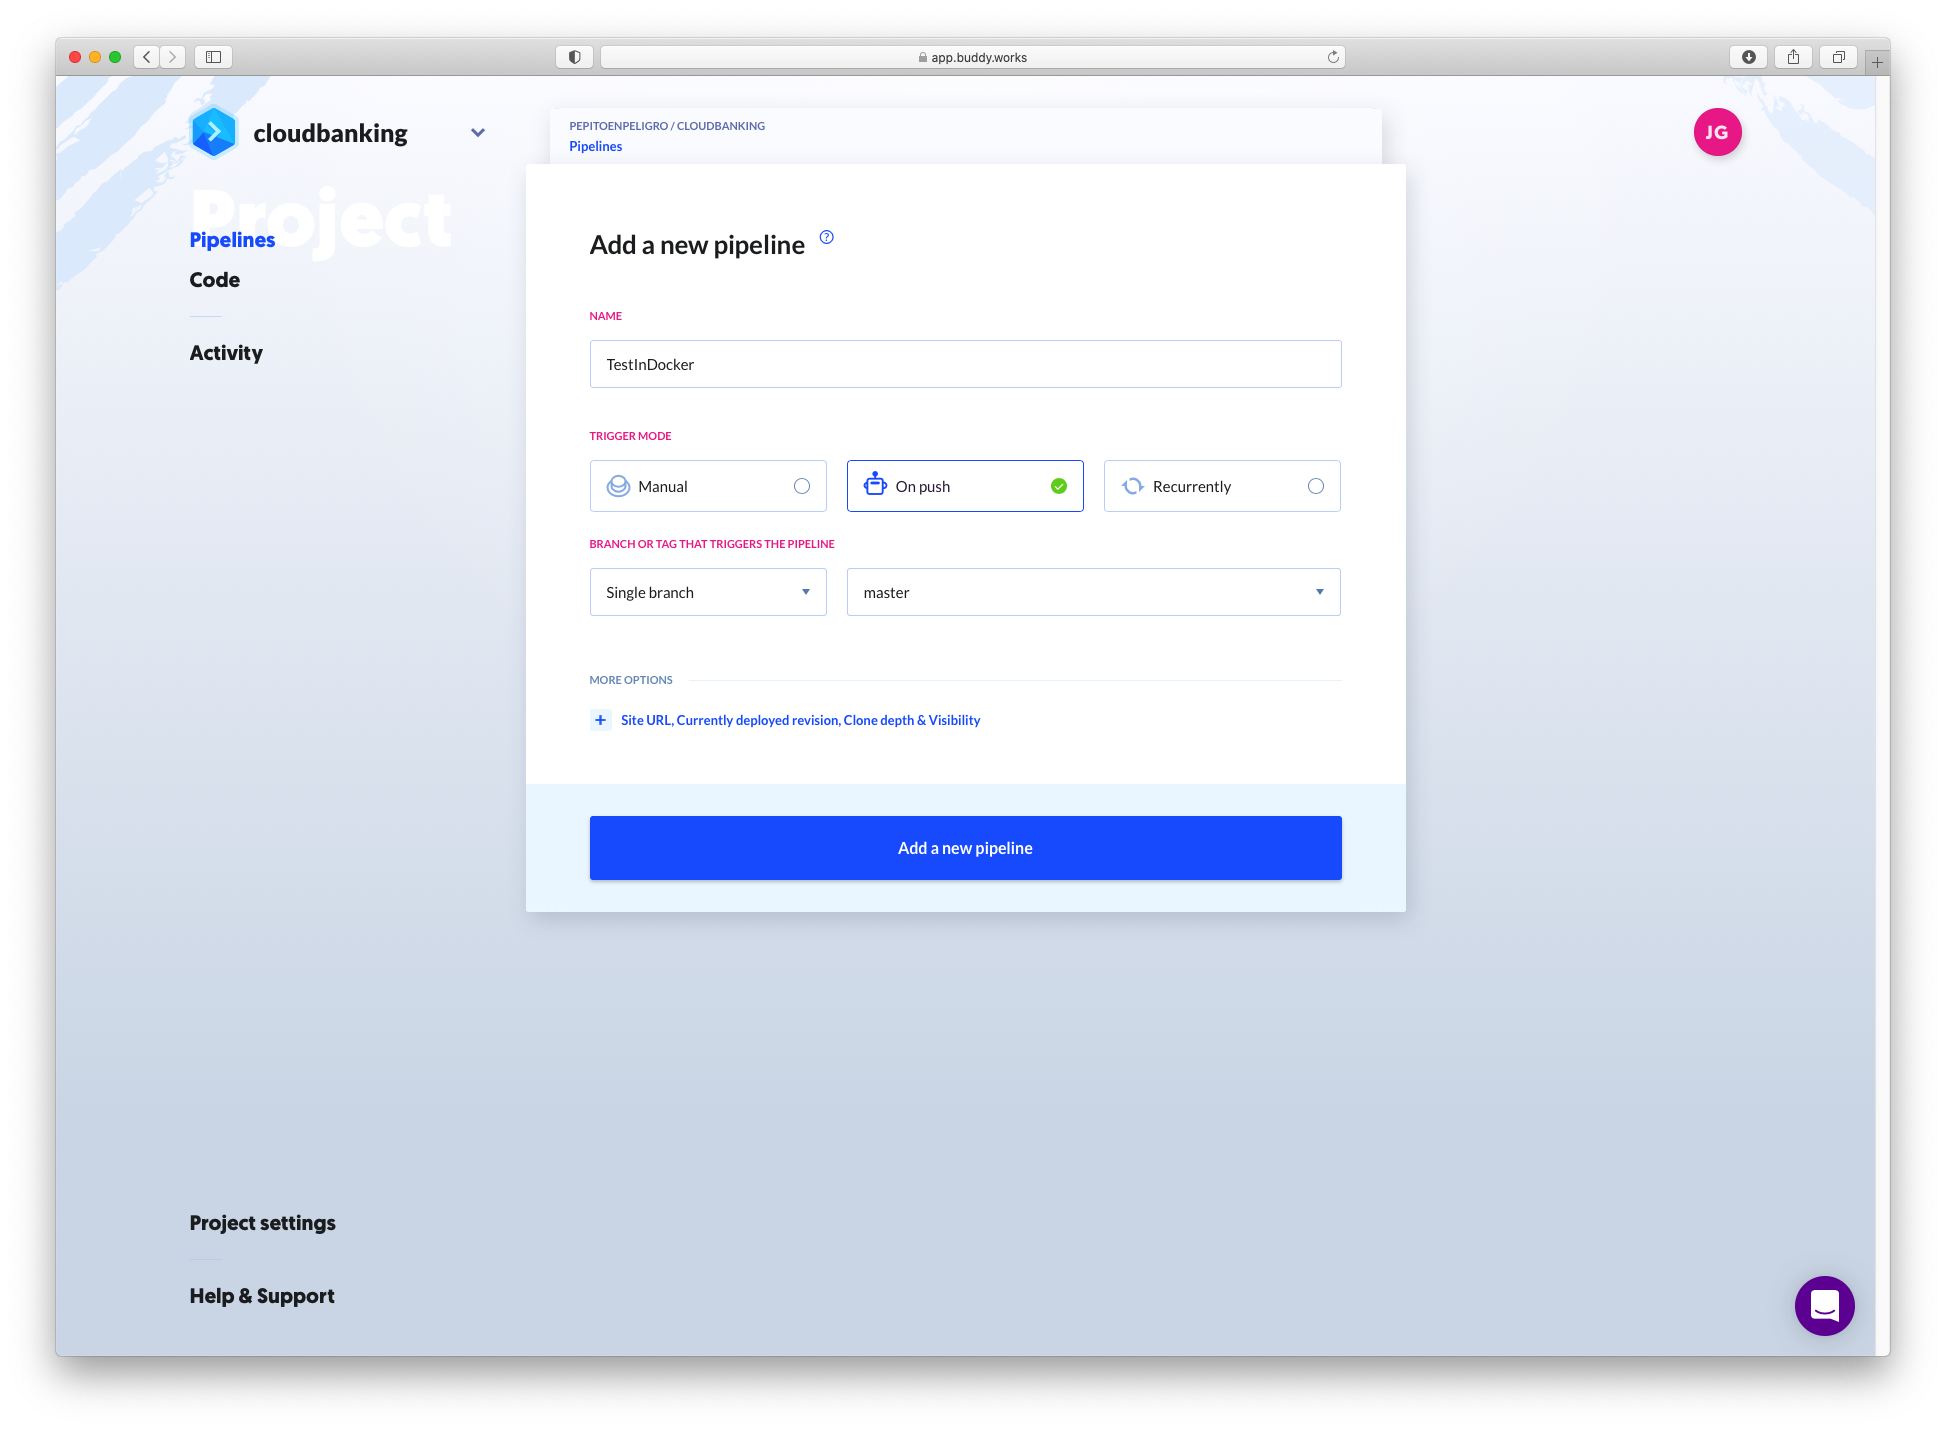 app.buddy.works
cloudbanking
PEPITOENPELIGRO / CLOUDBANKING
Pipelines
JG
Project
Pipelines
Code
Activity
Add a new pipeline
?
NAME
TestInDocker
TRIGGER MODE
Manual
On push
Recurrently
BRANCH OR TAG THAT TRIGGERS THE PIPELINE
Single branch
master
MORE OPTIONS
+ Site URL, Currently deployed revision, Clone depth & Visibility
Add a new pipeline
Project settings
Help & Support